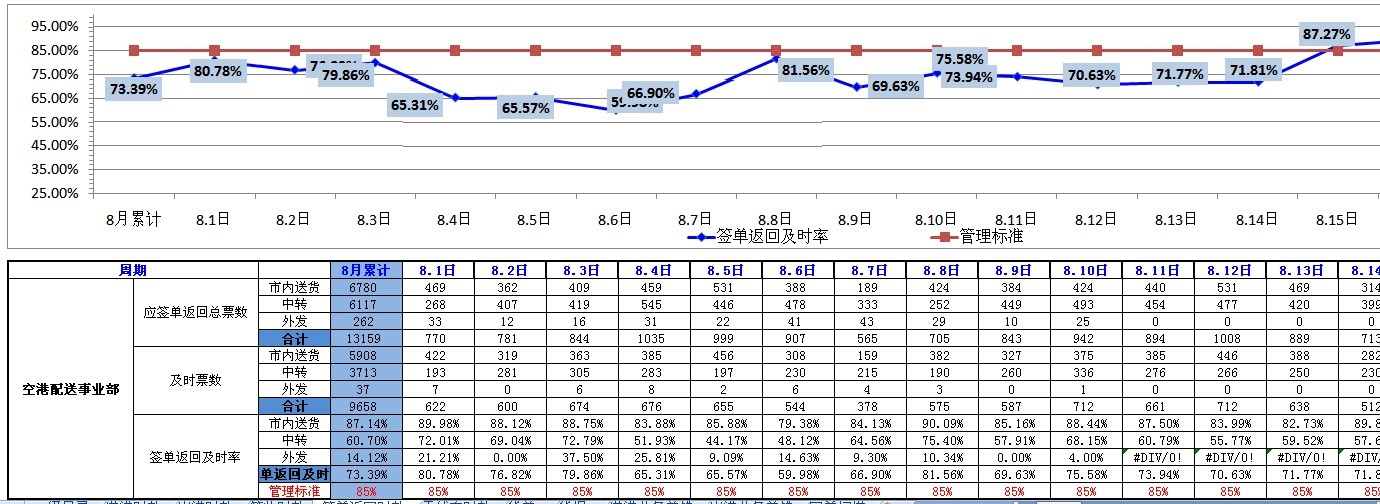 95.00%
85.00%
75.00%
65.00%
55.00%
45.00%
35.00%
25.00%
73.39%
80.78%
79.86%
65.31%
65.57%
66.90%
81.56%
69.63%
75.58%
73.94%
70.63%
71.77%
71.81%
87.27%
8月累计 8.1日 8.2日 8.3日 8.4日 8.5日 8.6日 8.7日 8.8日 8.9日 8.10日 8.11日 8.12日 8.13日 8.14日 8.15日
签单返回及时率 管理标准
周期 8月累计 8.1日 8.2日 8.3日 8.4日 8.5日 8.6日 8.7日 8.8日 8.9日 8.10日 8.11日 8.12日 8.13日 8.14
空港配送事业部
应签单返回总票数
市内送货 6780 469 362 409 459 531 388 189 424 384 424 440 531 469 314
中转 6117 268 407 419 545 446 478 333 252 449 493 454 477 420 399
外发 262 33 12 16 31 22 41 43 29 10 25 0 0 0 0
合计 13159 770 781 844 1035 999 907 565 705 843 942 894 1008 889 713
及时票数
市内送货 5908 422 319 363 385 456 308 159 382 327 375 385 446 388 282
中转 3713 193 281 305 283 197 230 215 190 260 336 276 266 250 230
外发 37 7 0 6 8 2 6 4 3 0 1 0 0 0 0
合计 9658 622 600 674 676 655 544 378 575 587 712 661 712 638 512
签单返回及时率
市内送货 87.14% 89.98% 88.12% 88.75% 83.88% 85.88% 79.38% 84.13% 90.09% 85.16% 88.44% 87.50% 83.99% 82.73% 89.8
中转 60.70% 72.01% 69.04% 72.79% 51.93% 44.17% 48.12% 64.56% 75.40% 57.91% 68.15% 60.79% 55.77% 59.52% 57.6
外发 14.12% 21.21% 0.00% 37.50% 25.81% 9.09% 14.63% 9.30% 10.34% 0.00% 4.00% #DIV/0! #DIV/0! #DIV/0! #DIV/
单返回及时 73.39% 80.78% 76.82% 79.86% 65.31% 65.57% 59.98% 66.90% 81.56% 69.63% 75.58% 73.94% 70.63% 71.77% 71.8
管理标准 85% 85% 85% 85% 85% 85% 85% 85% 85% 85% 85% 85% 85% 85% 85%